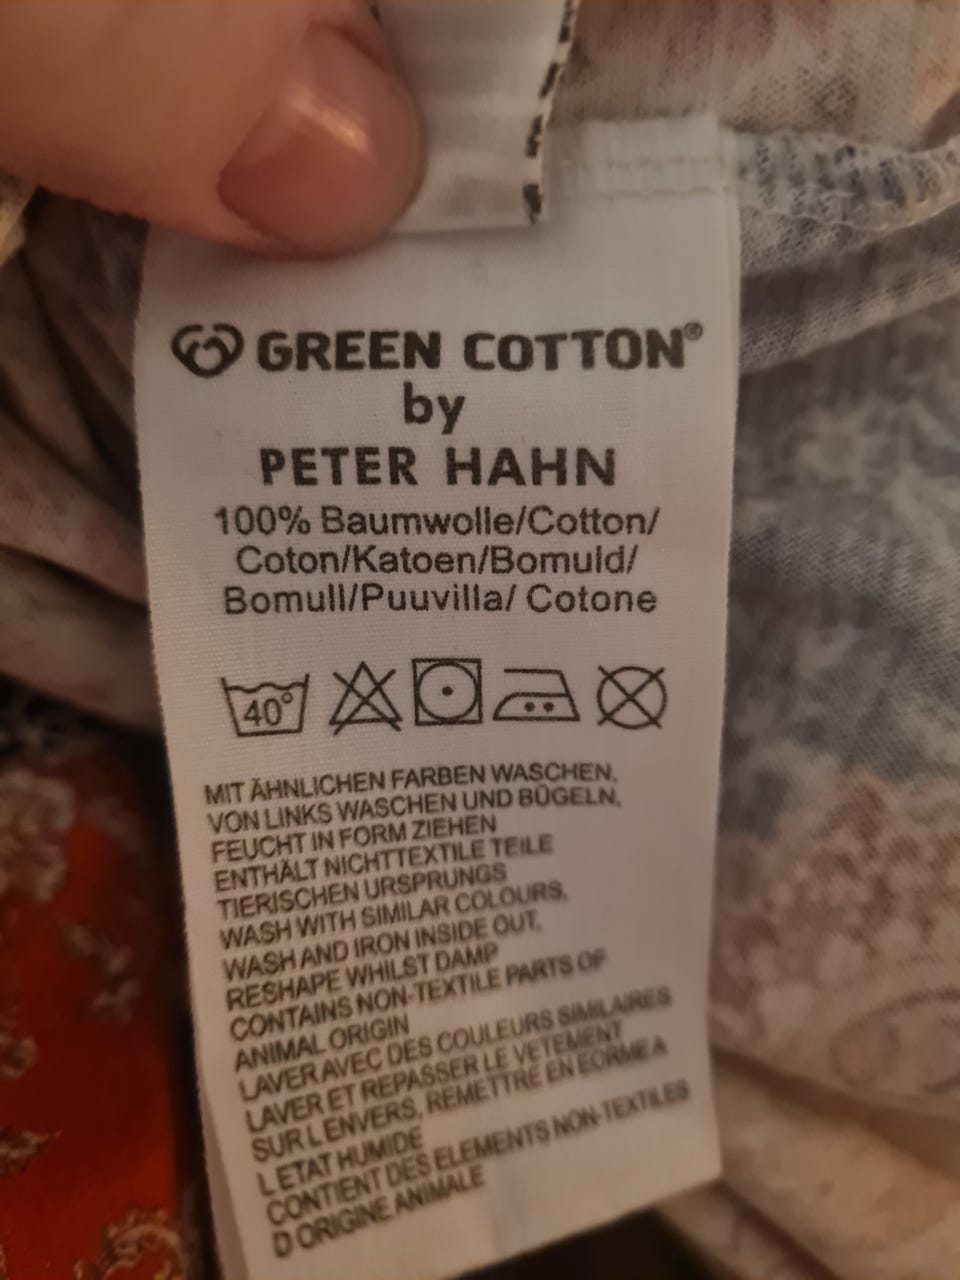 GREEN COTTON®
by
PETER HAHN
100% Baumwolle/Cotton/
Coton/Katoen/Bomuld/
Bomull/Puuvilla/ Cotone
40°
MIT ÄHNLICHEN FARBEN WASCHEN,
VON LINKS WASCHEN UND BÜGELN,
FEUCHT IN FORM ZIEHEN
ENTHÄLT NICHTTEXTILE TEILE
TIERISCHEN URSPRUNGS
WASH WITH SIMILAR COLOURS,
WASH AND IRON INSIDE OUT,
RESHAPE WHILST DAMP
CONTAINS NON-TEXTILE PARTS OF
ANIMAL ORIGIN
LAVER AVEC DES COULEURS SIMILAIRES
LAVER ET REPASSER LE VETEMENT
SUR L ENVERS, REMETTRE EN EORME A
L ETAT HUMIDE
CONTIENT DES ELEMENTS NON-TEXTILES
D ORIGINE ANIMALE